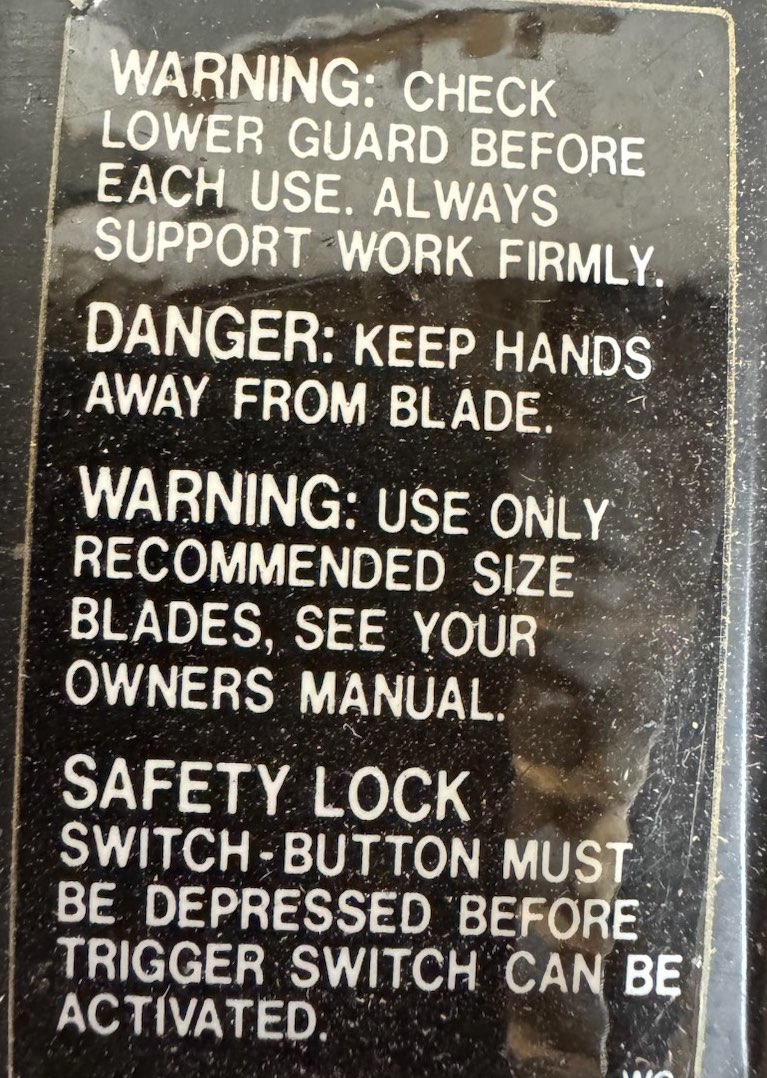 WARNING: CHECK
LOWER GUARD BEFORE
EACH USE. ALWAYS
SUPPORT WORK FIRMLY.
DANGER: KEEP HANDS
AWAY FROM BLADE.
WARNING: USE ONLY
RECOMMENDED SIZE
BLADES, SEE YOUR
OWNERS MANUAL.
SAFETY LOCK
SWITCH-BUTTON MUST
BE DEPRESSED BEFORE
TRIGGER SWITCH CAN BE
ACTIVATED.